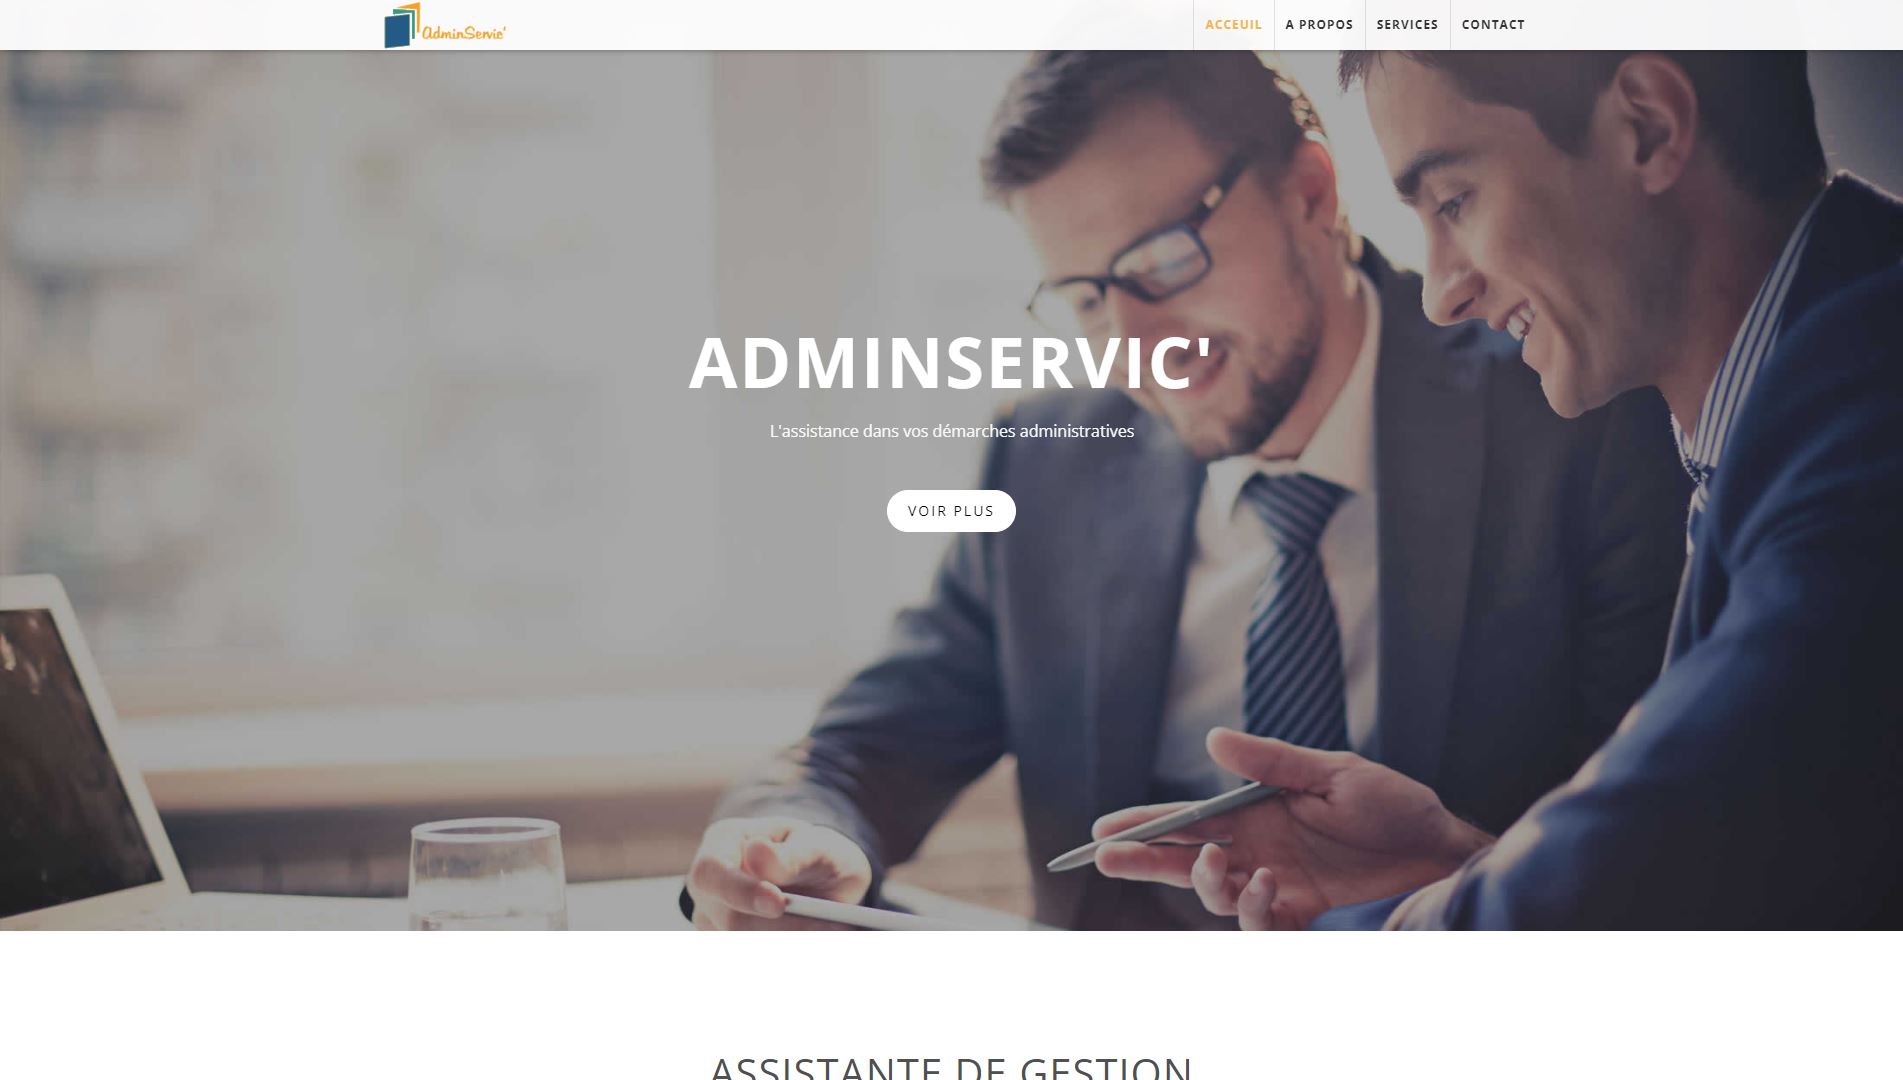 AdminServic'
ACCEUIL
A PROPOS
SERVICES
CONTACT
ADMINSERVIC'
L'assistance dans vos démarches administratives
VOIR PLUS
ASSISTANTE DE GESTION